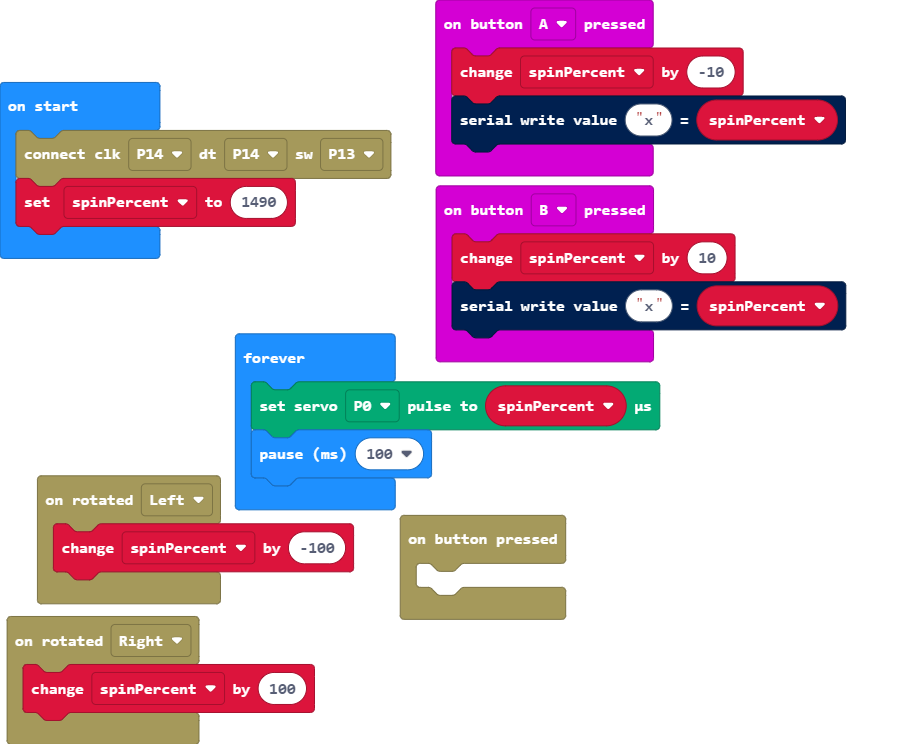 on start
connect clk P14 dt P14 sw P13
set spinPercent to 1490
on button A pressed
change spinPercent by -10
serial write value "x" = spinPercent
on button B pressed
change spinPercent by 10
serial write value "x" = spinPercent
forever
set servo P0 pulse to spinPercent µs
pause (ms) 100
on rotated Left
change spinPercent by -100
on button pressed
on rotated Right
change spinPercent by 100